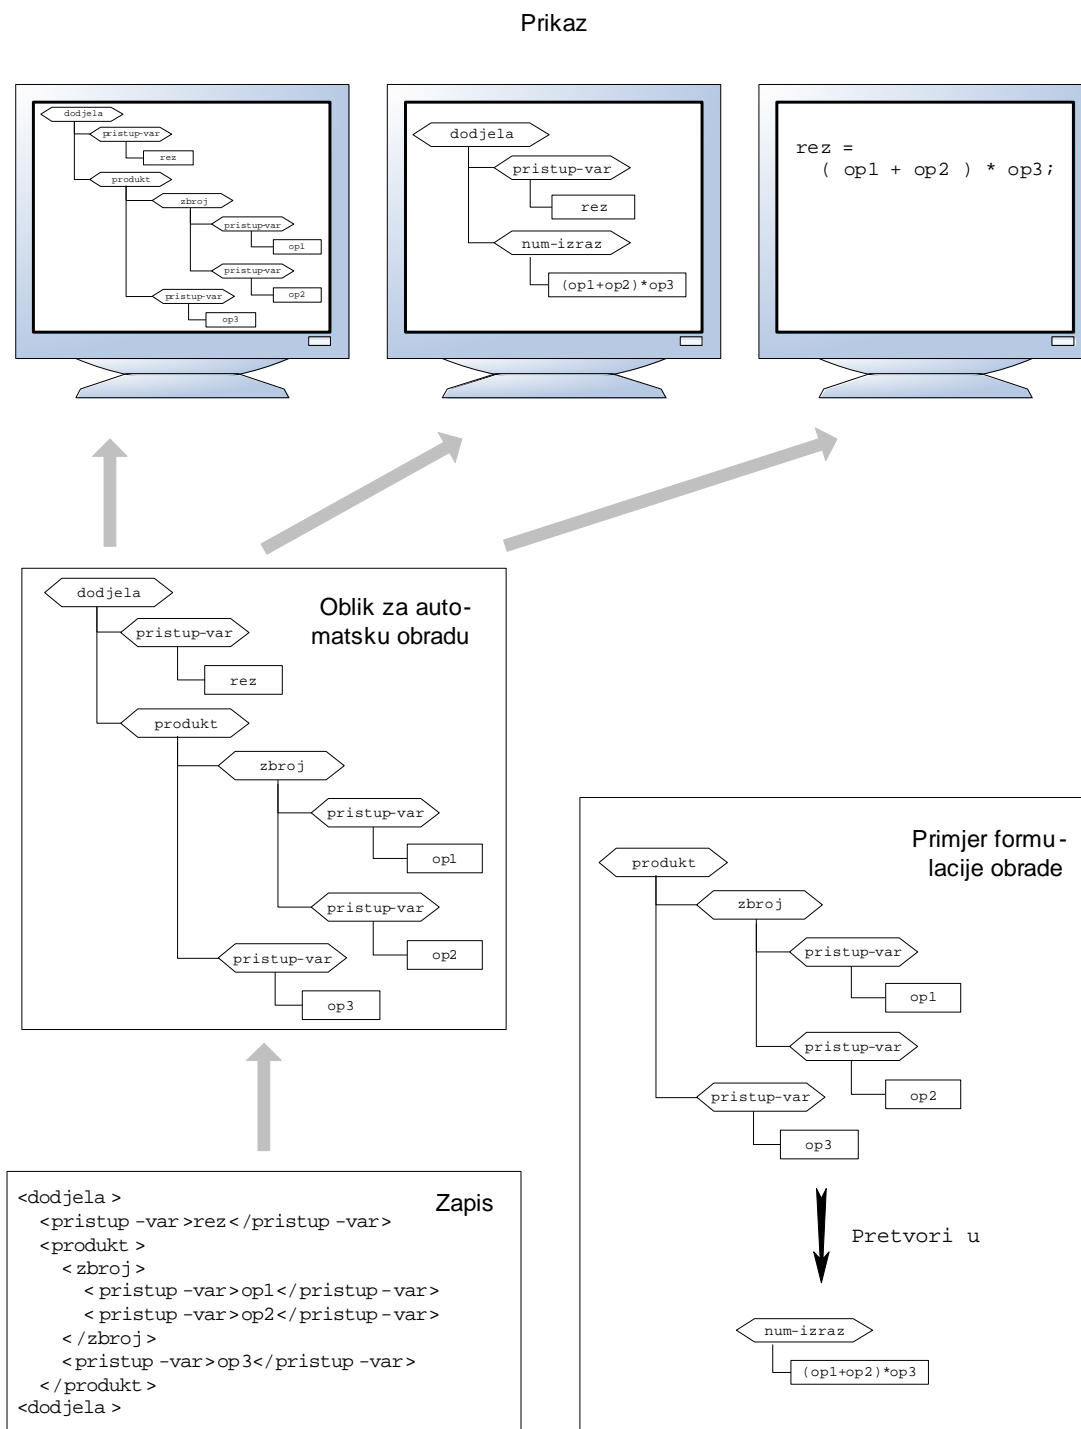 Prikaz
dodjela
pristup-var
rez
produkt
zbroj
pristup-var
op1
pristup-var
op2
pristup-var
op3
dodjela
pristup-var
rez
num-izraz
(op1+op2)*op3
rez =
( op1 + op2 ) * op3;
Oblik za auto-
matsku obradu
dodjela
pristup-var
rez
produkt
zbroj
pristup-var
op1
pristup-var
op2
pristup-var
op3
Primjer formu-
lacije obrade
produkt
zbroj
pristup-var
op1
pristup-var
op2
pristup-var
op3
Pretvori u
num-izraz
(op1+op2)*op3
Zapis
<dodjela>
<pristup-var>rez</pristup-var>
<produkt>
<zbroj>
<pristup-var>op1</pristup-var>
<pristup-var>op2</pristup-var>
</zbroj>
<pristup-var>op3</pristup-var>
</produkt>
<dodjela>